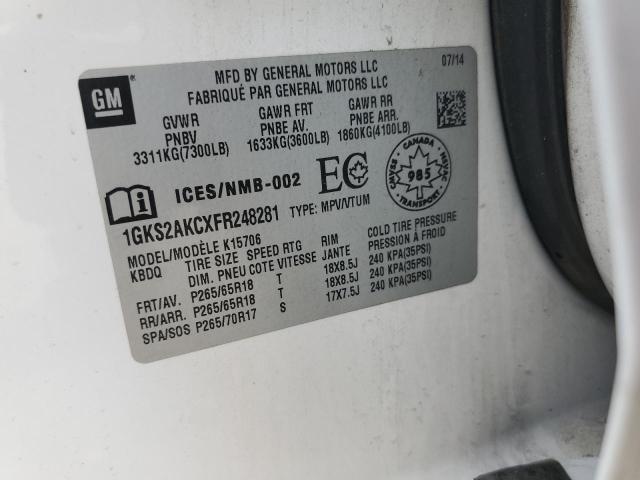 GM
MFD BY GENERAL MOTORS LLC 07/14
FABRIQUÉ PAR GENERAL MOTORS LLC
GVWR GAWR FRT GAWR RR
PNBV PNBE AV. PNBE ARR.
3311KG(7300LB) 1633KG(3600LB) 1860KG(4100LB)
ICES/NMB-002 EC CANADA 985 TRANSPORT
1GKS2AKCXFR248281 TYPE: MPV/VTUM
MODEL/MODÈLE K15706
KBDQ TIRE SIZE SPEED RTG RIM COLD TIRE PRESSURE
DIM. PNEU COTE VITESSE JANTE PRESSION À FROID
FRT/AV. P265/65R18 T 18X8.5J 240 KPA(35PSI)
RR/ARR. P265/65R18 T 18X8.5J 240 KPA(35PSI)
SPA/SOS P265/70R17 S 17X7.5J 240 KPA(35PSI)